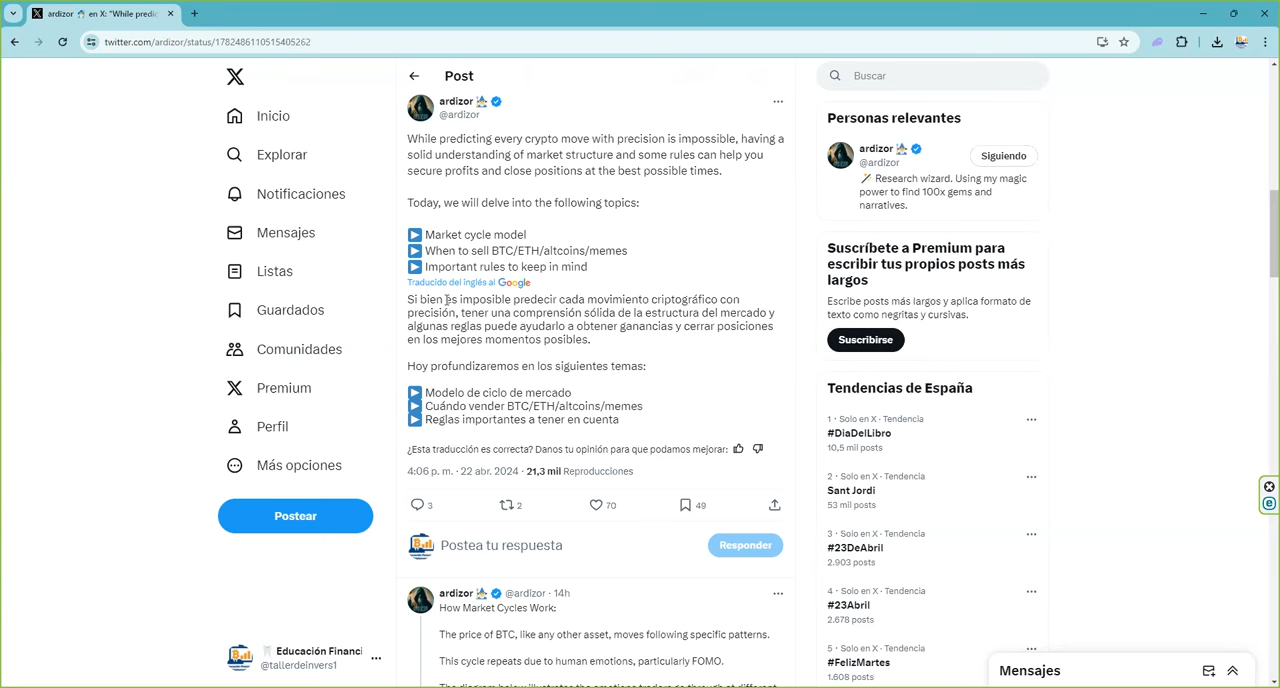 ardizor en X: "While predic
twitter.com/ardizor/status/1782486110515405262
Inicio
Explorar
Notificaciones
Mensajes
Listas
Guardados
Comunidades
Premium
Perfil
Más opciones
Postear
Educación Financi
@tallerdeinvers1
Post
ardizor
@ardizor
While predicting every crypto move with precision is impossible, having a
solid understanding of market structure and some rules can help you
secure profits and close positions at the best possible times.
Today, we will delve into the following topics:
Market cycle model
When to sell BTC/ETH/altcoins/memes
Important rules to keep in mind
Traducido del inglés al Google
Si bien es imposible predecir cada movimiento criptográfico con
precisión, tener una comprensión sólida de la estructura del mercado y
algunas reglas puede ayudarlo a obtener ganancias y cerrar posiciones
en los mejores momentos posibles.
Hoy profundizaremos en los siguientes temas:
Modelo de ciclo de mercado
Cuándo vender BTC/ETH/altcoins/memes
Reglas importantes a tener en cuenta
¿Esta traducción es correcta? Danos tu opinión para que podamos mejorar:
4:06 p. m. · 22 abr. 2024 · 21,3 mil Reproducciones
3 2 70 49
Postea tu respuesta
Responder
ardizor @ardizor · 14h
How Market Cycles Work:
The price of BTC, like any other asset, moves following specific patterns.
This cycle repeats due to human emotions, particularly FOMO.
The diagram below illustrates the emotions traders go through at different
Buscar
Personas relevantes
ardizor
@ardizor
Siguiendo
Research wizard. Using my magic
power to find 100x gems and
narratives.
Suscríbete a Premium para
escribir tus propios posts más
largos
Escribe posts más largos y aplica formato de
texto como negritas y cursivas.
Suscribirse
Tendencias de España
1 · Solo en X · Tendencia
#DiaDelLibro
10,5 mil posts
2 · Solo en X · Tendencia
Sant Jordi
53 mil posts
3 · Solo en X · Tendencia
#23DeAbril
2.903 posts
4 · Solo en X · Tendencia
#23Abril
2.678 posts
5 · Solo en X · Tendencia
#FelizMartes
1.608 posts
Mensajes